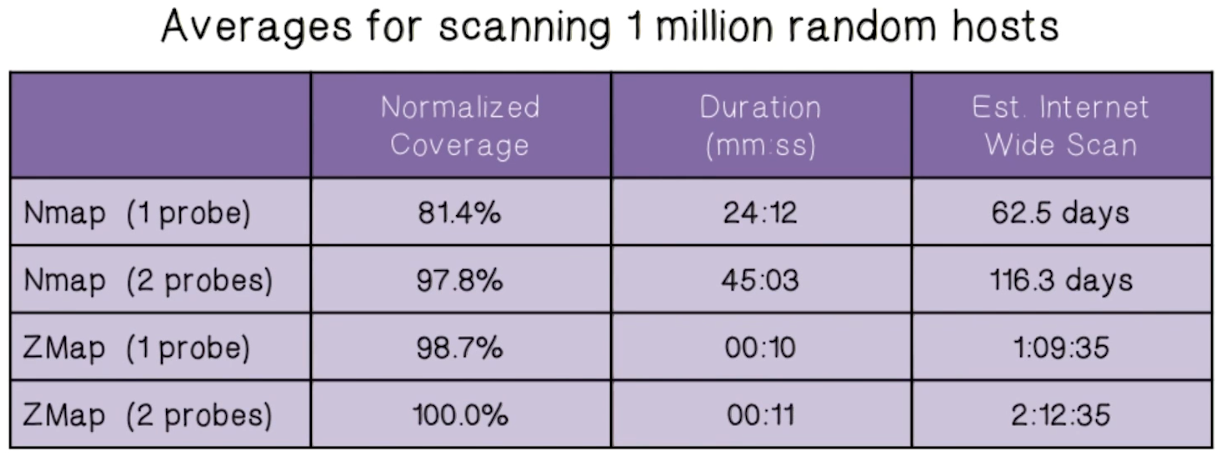 Averages for scanning 1 million random hosts
Normalized Coverage Duration (mm:ss) Est. Internet Wide Scan
Nmap (1 probe) 81.4% 24:12 62.5 days
Nmap (2 probes) 97.8% 45:03 116.3 days
ZMap (1 probe) 98.7% 00:10 1:09:35
ZMap (2 probes) 100.0% 00:11 2:12:35